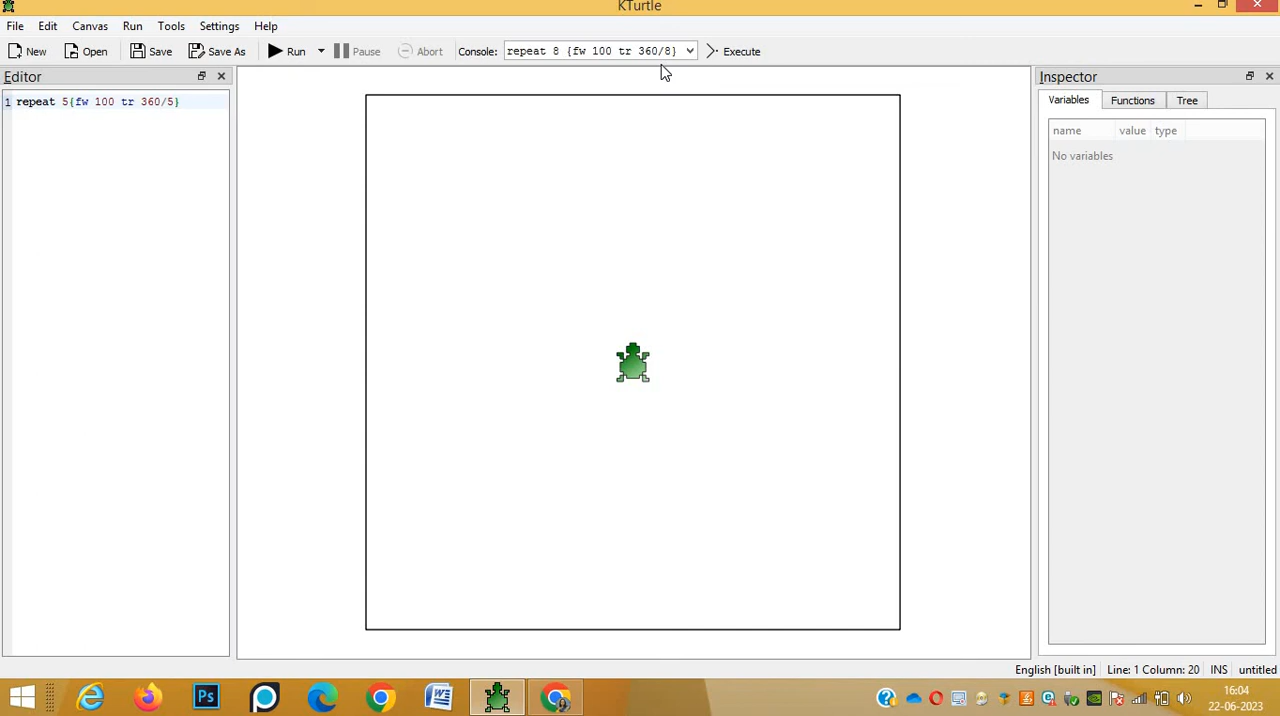 KTurtle
File Edit Canvas Run Tools Settings Help
New Open Save Save As Run Pause Abort Console: repeat 8 {fw 100 tr 360/8} Execute
Editor
1 repeat 5{fw 100 tr 360/5}
Inspector
Variables Functions Tree
name value type
No variables
English [built in] Line: 1 Column: 20 INS untitled
Ps W
16:04
22-06-2023